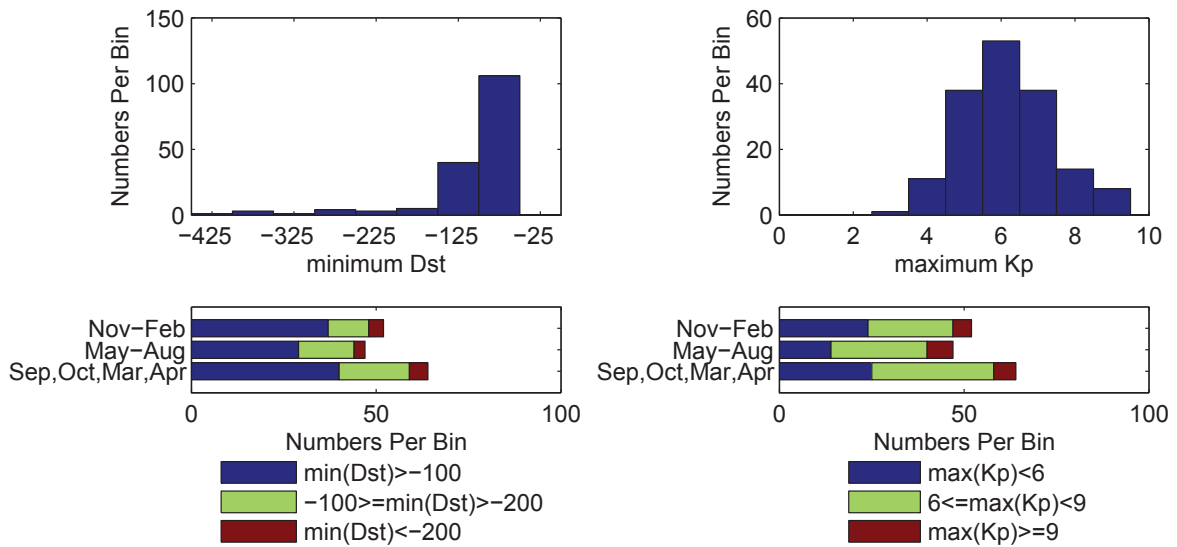 150
100
50
0
Numbers Per Bin
−425 −325 −225 −125 −25
minimum Dst
60
40
20
0
Numbers Per Bin
0 2 4 6 8 10
maximum Kp
Nov−Feb
May−Aug
Sep,Oct,Mar,Apr
0 50 100
Numbers Per Bin
min(Dst)>−100
−100>=min(Dst)>−200
min(Dst)<−200
Nov−Feb
May−Aug
Sep,Oct,Mar,Apr
0 50 100
Numbers Per Bin
max(Kp)<6
6<=max(Kp)<9
max(Kp)>=9